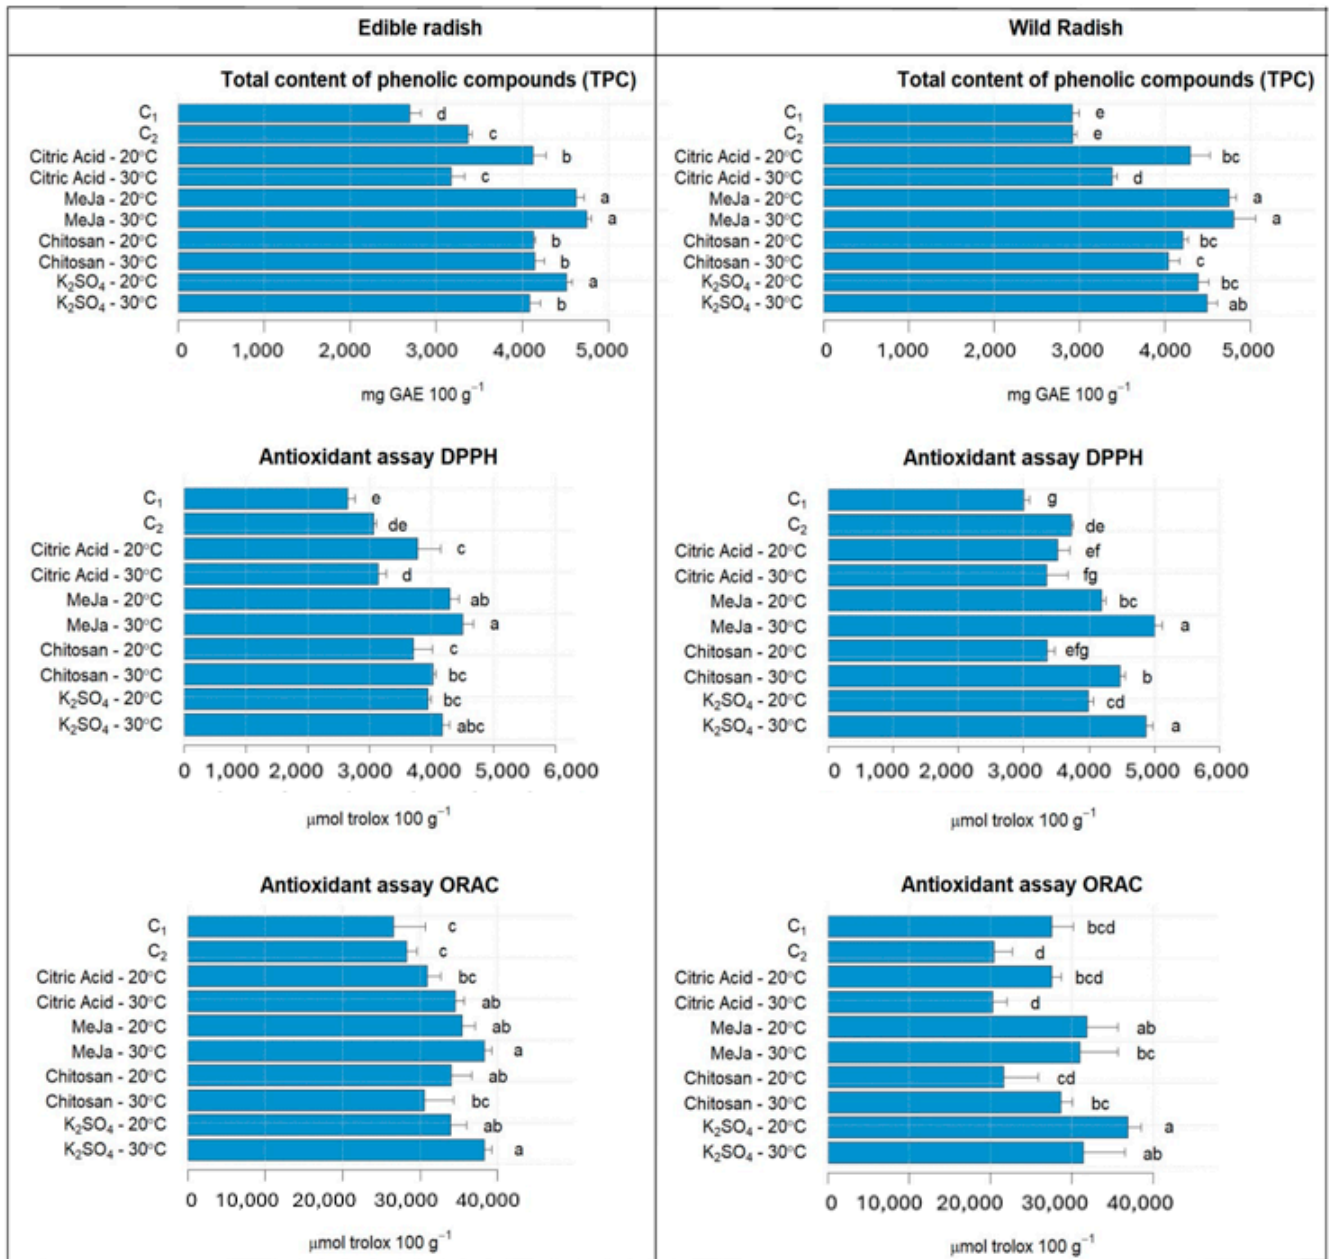 Edible radish
Wild Radish
Total content of phenolic compounds (TPC)
C₁ d
C₂ c
Citric Acid - 20°C b
Citric Acid - 30°C c
MeJa - 20°C a
MeJa - 30°C a
Chitosan - 20°C b
Chitosan - 30°C b
K₂SO₄ - 20°C a
K₂SO₄ - 30°C b
0 1,000 2,000 3,000 4,000 5,000
mg GAE 100 g⁻¹
Total content of phenolic compounds (TPC)
C₁ e
C₂ e
Citric Acid - 20°C bc
Citric Acid - 30°C d
MeJa - 20°C a
MeJa - 30°C a
Chitosan - 20°C bc
Chitosan - 30°C c
K₂SO₄ - 20°C bc
K₂SO₄ - 30°C ab
0 1,000 2,000 3,000 4,000 5,000
mg GAE 100 g⁻¹
Antioxidant assay DPPH
C₁ e
C₂ de
Citric Acid - 20°C c
Citric Acid - 30°C d
MeJa - 20°C ab
MeJa - 30°C a
Chitosan - 20°C c
Chitosan - 30°C bc
K₂SO₄ - 20°C bc
K₂SO₄ - 30°C abc
0 1,000 2,000 3,000 4,000 5,000 6,000
µmol trolox 100 g⁻¹
Antioxidant assay DPPH
C₁ g
C₂ de
Citric Acid - 20°C ef
Citric Acid - 30°C fg
MeJa - 20°C bc
MeJa - 30°C a
Chitosan - 20°C efg
Chitosan - 30°C b
K₂SO₄ - 20°C cd
K₂SO₄ - 30°C a
0 1,000 2,000 3,000 4,000 5,000 6,000
µmol trolox 100 g⁻¹
Antioxidant assay ORAC
C₁ c
C₂ c
Citric Acid - 20°C bc
Citric Acid - 30°C ab
MeJa - 20°C ab
MeJa - 30°C a
Chitosan - 20°C ab
Chitosan - 30°C bc
K₂SO₄ - 20°C ab
K₂SO₄ - 30°C a
0 10,000 20,000 30,000 40,000
µmol trolox 100 g⁻¹
Antioxidant assay ORAC
C₁ bcd
C₂ d
Citric Acid - 20°C bcd
Citric Acid - 30°C d
MeJa - 20°C ab
MeJa - 30°C bc
Chitosan - 20°C cd
Chitosan - 30°C bc
K₂SO₄ - 20°C a
K₂SO₄ - 30°C ab
0 10,000 20,000 30,000 40,000
µmol trolox 100 g⁻¹